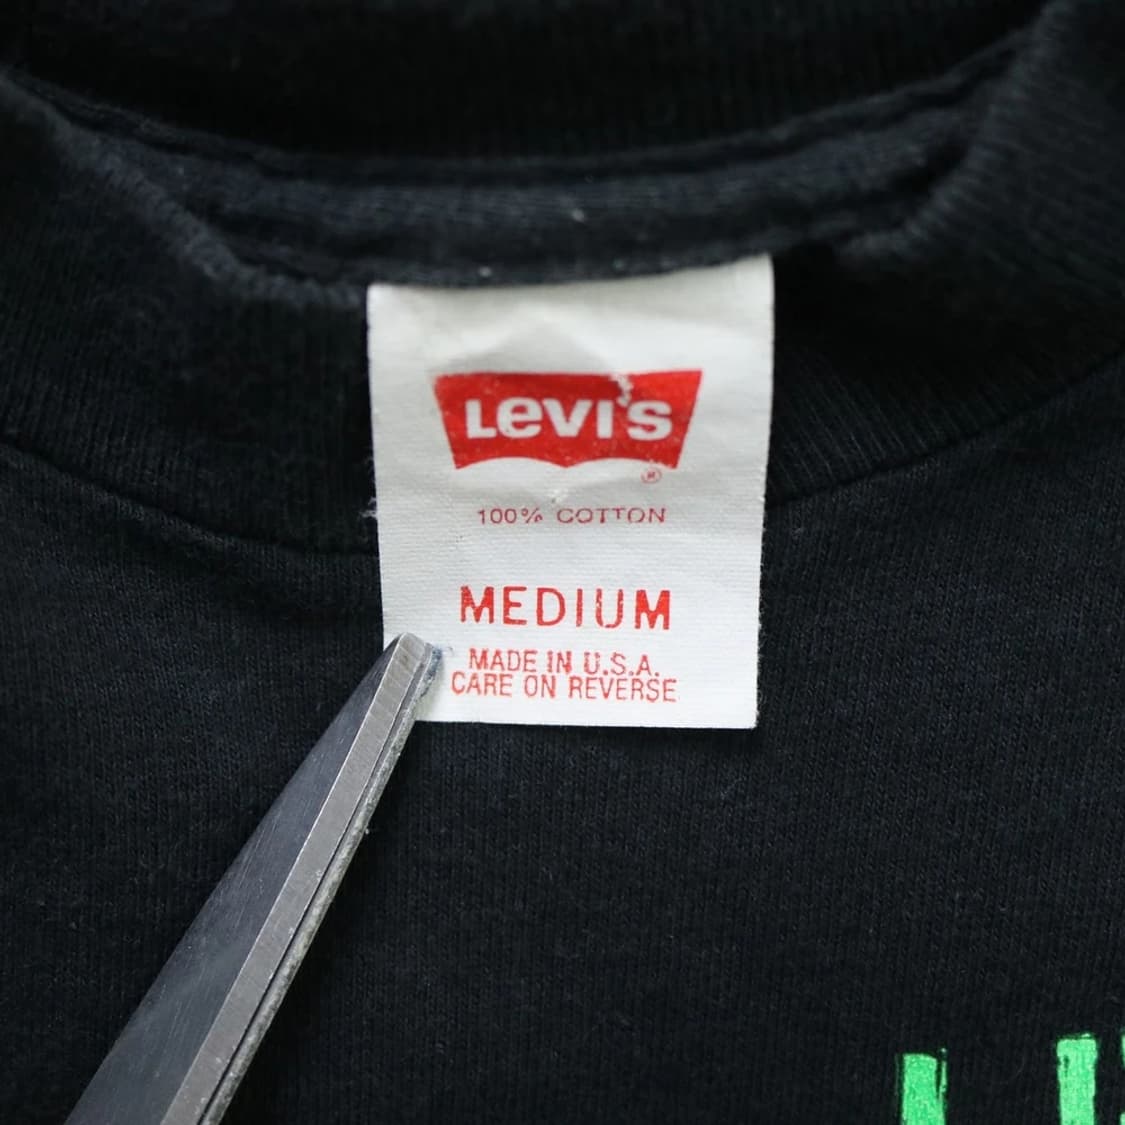 Levi's
®
100% COTTON
MEDIUM
MADE IN U.S.A.
CARE ON REVERSE